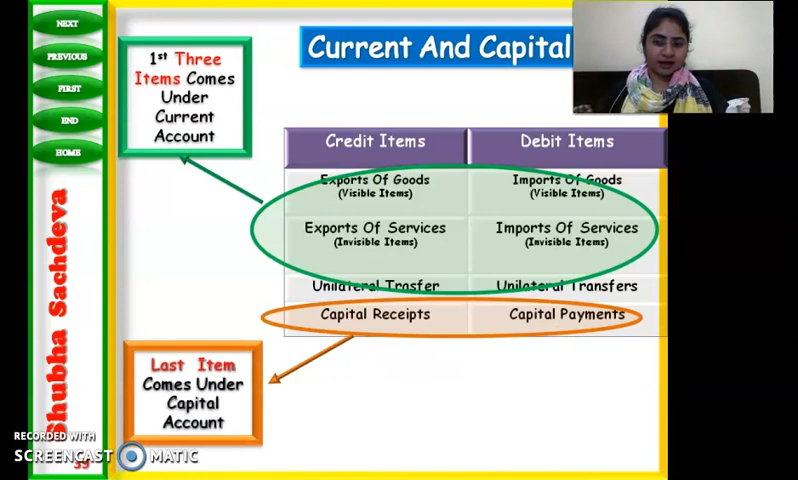 NEXT
PREVIOUS
FIRST
END
HOME
Shubha Sachdeva
1st Three
Items Comes
Under
Current
Account
Current And Capital
Credit Items
Debit Items
Exports Of Goods
(Visible Items)
Imports Of Goods
(Visible Items)
Exports Of Services
(Invisible Items)
Imports Of Services
(Invisible Items)
Unilateral Trasfer
Unilateral Transfers
Capital Receipts
Capital Payments
Last Item
Comes Under
Capital
Account
RECORDED WITH
SCREENCAST MATIC